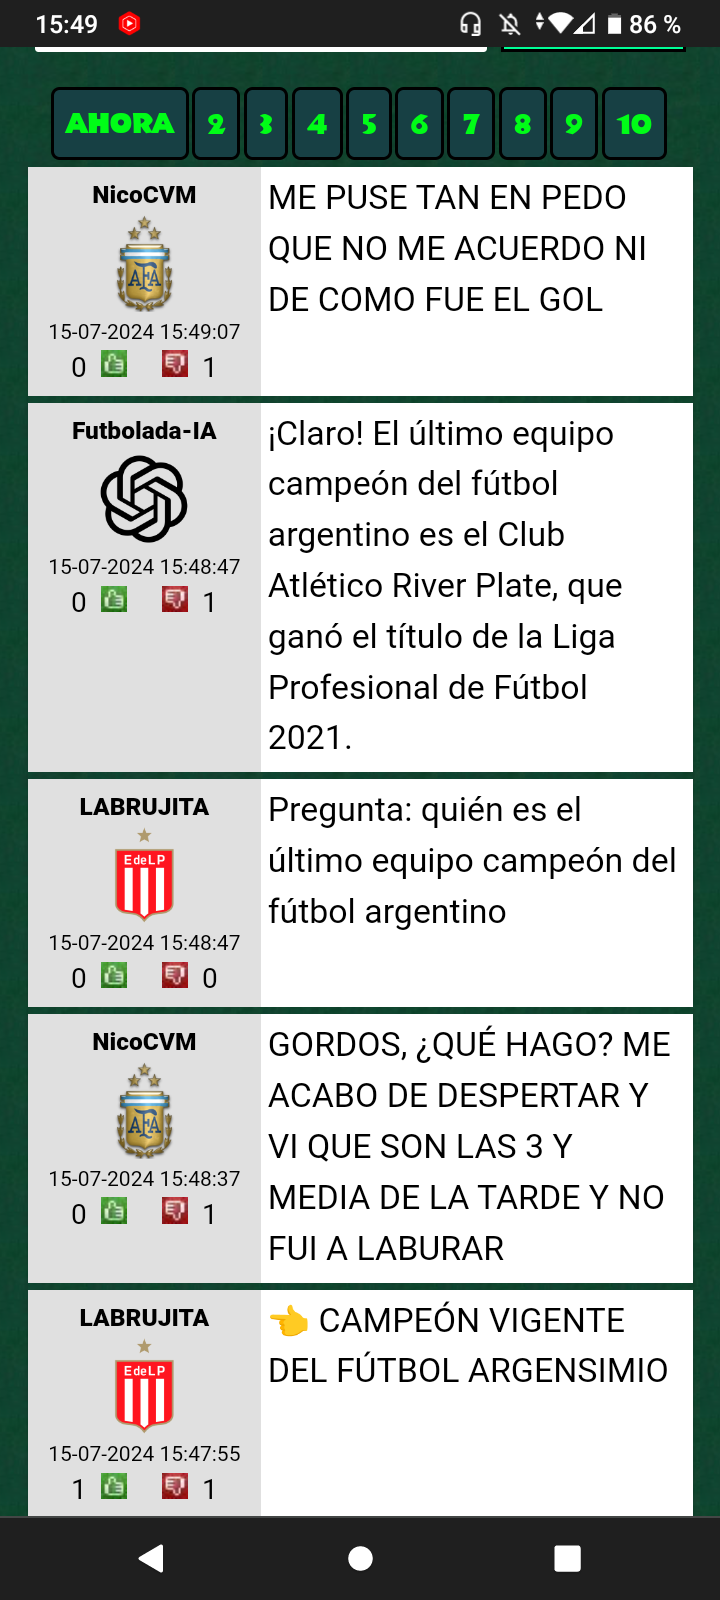 15:49
86 %
AHORA 2 3 4 5 6 7 8 9 10
NicoCVM
AFA
15-07-2024 15:49:07
0 1
ME PUSE TAN EN PEDO
QUE NO ME ACUERDO NI
DE COMO FUE EL GOL
Futbolada-IA
15-07-2024 15:48:47
0 1
¡Claro! El último equipo
campeón del fútbol
argentino es el Club
Atlético River Plate, que
ganó el título de la Liga
Profesional de Fútbol
2021.
LABRUJITA
EdeLP
15-07-2024 15:48:47
0 0
Pregunta: quién es el
último equipo campeón del
fútbol argentino
NicoCVM
AFA
15-07-2024 15:48:37
0 1
GORDOS, ¿QUÉ HAGO? ME
ACABO DE DESPERTAR Y
VI QUE SON LAS 3 Y
MEDIA DE LA TARDE Y NO
FUI A LABURAR
LABRUJITA
EdeLP
15-07-2024 15:47:55
1 1
👈 CAMPEÓN VIGENTE
DEL FÚTBOL ARGENSIMIO